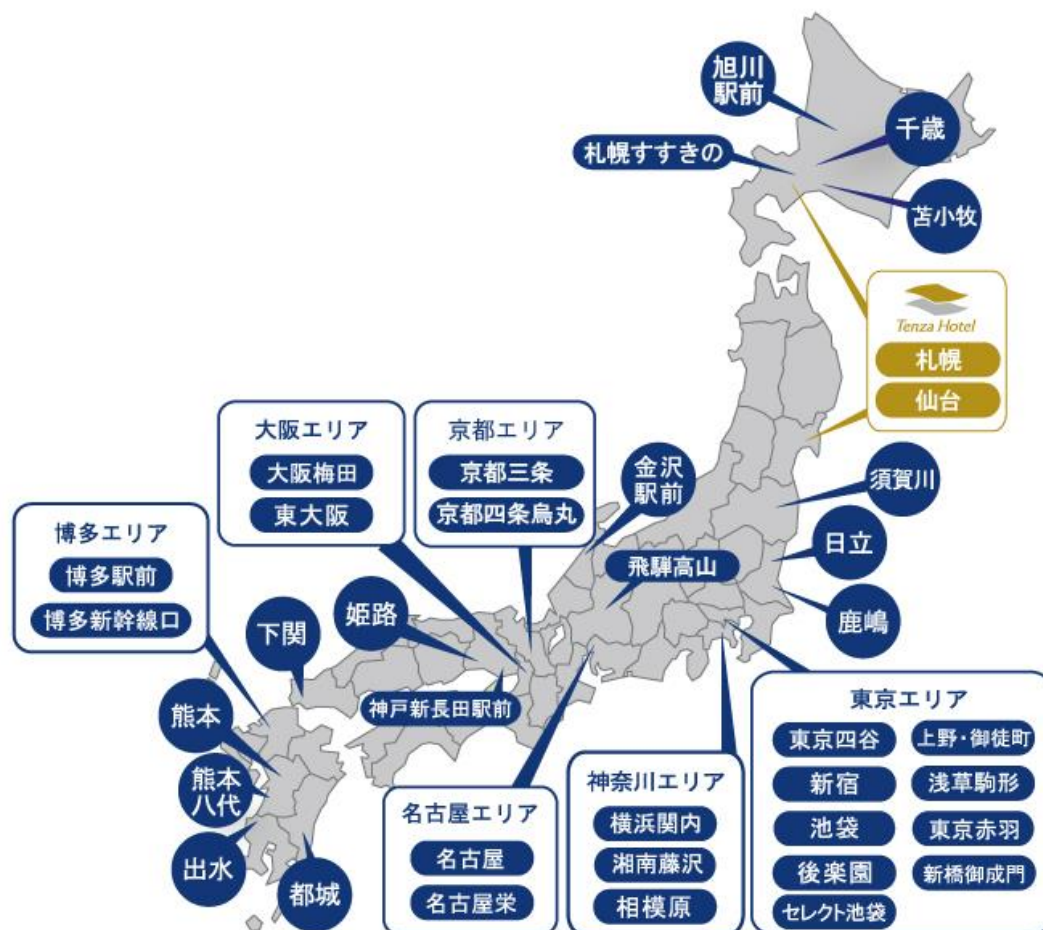 旭川
駅前
千歳
札幌すすきの
苫小牧
Tenza Hotel
札幌
仙台
大阪エリア
大阪梅田
東大阪
京都エリア
京都三条
京都四条烏丸
金沢
駅前
須賀川
博多エリア
博多駅前
博多新幹線口
日立
飛騨高山
姫路
鹿嶋
下関
神戸新長田駅前
熊本
熊本
八代
出水
都城
名古屋エリア
名古屋
名古屋栄
神奈川エリア
横浜関内
湘南藤沢
相模原
東京エリア
東京四谷
上野・御徒町
新宿
浅草駒形
池袋
東京赤羽
後楽園
新橋御成門
セレクト池袋